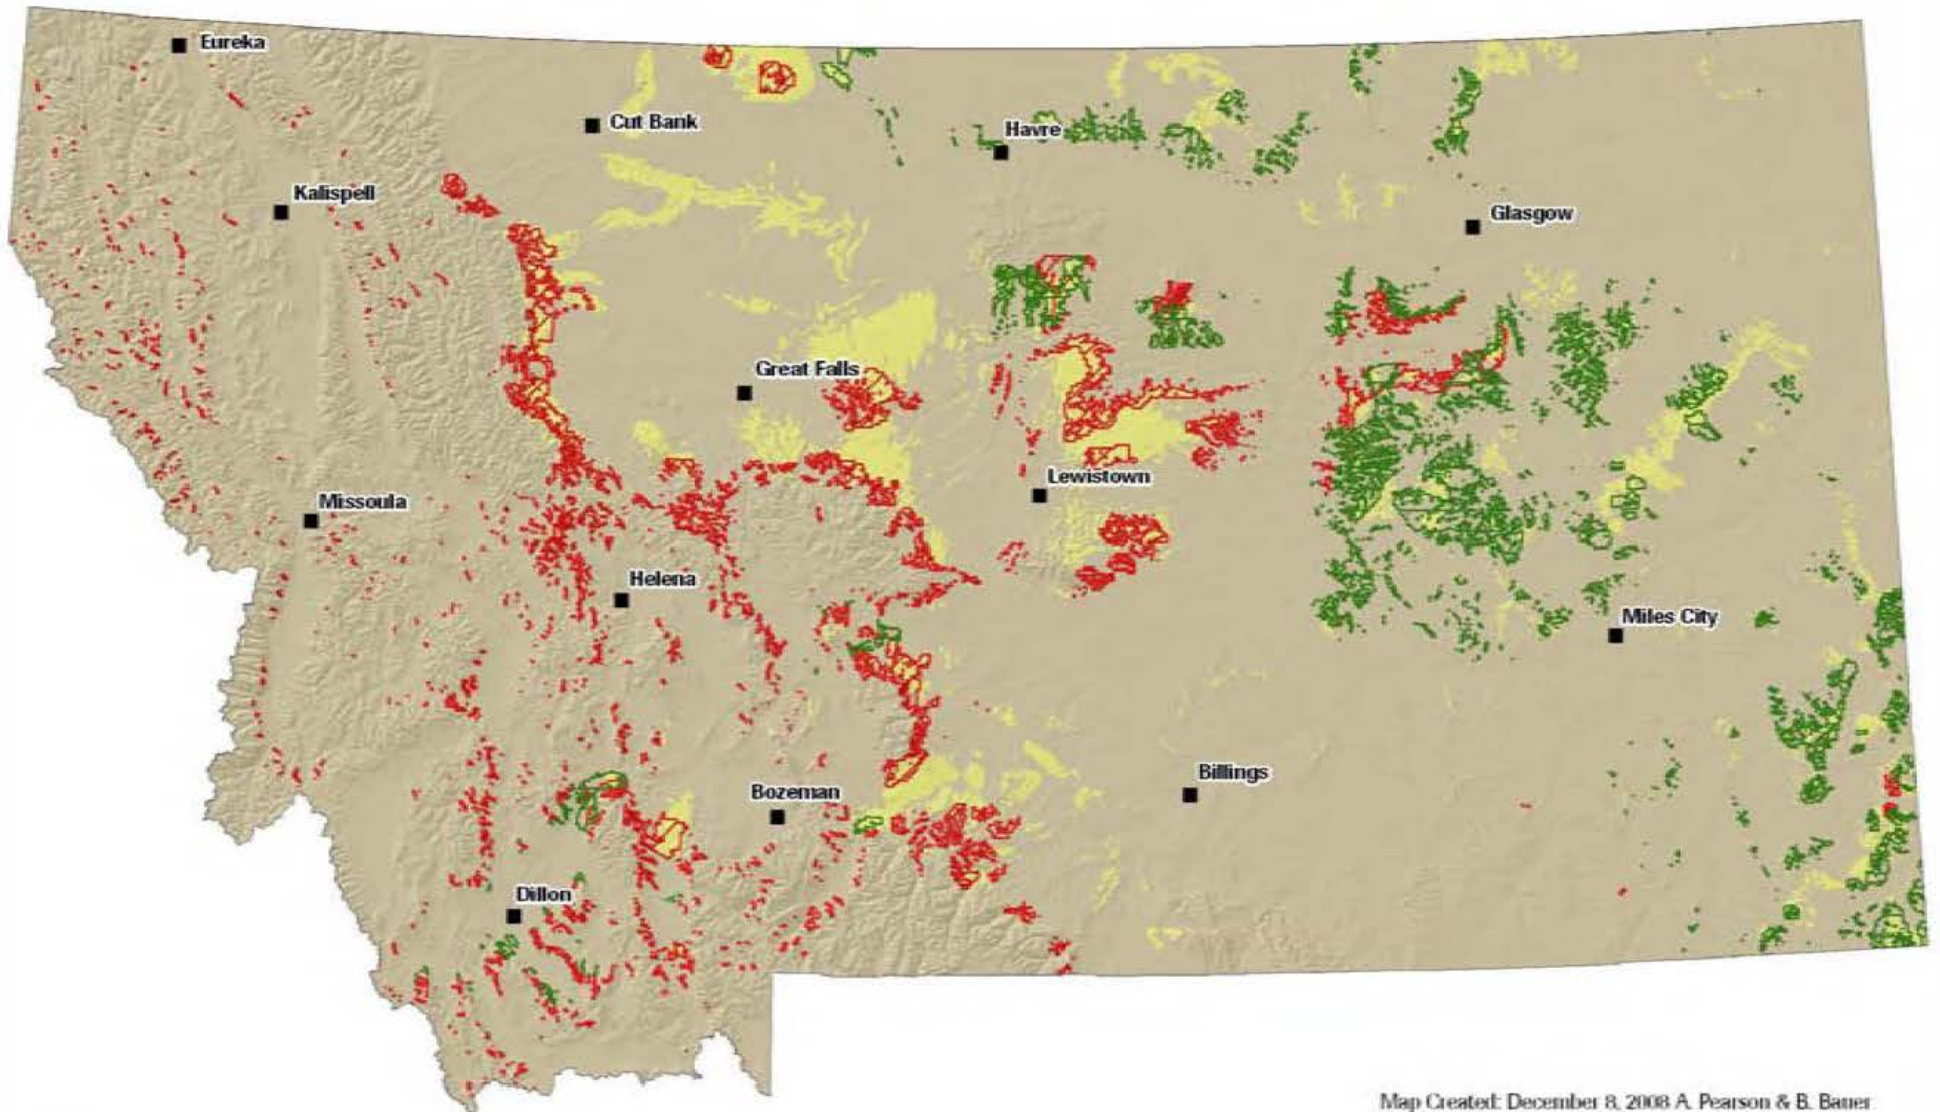 Eureka
Cut Bank
Havre
Kalispell
Glasgow
Great Falls
Lewistown
Missoula
Helena
Miles City
Billings
Bozeman
Dillon
Map Created: December 8, 2008 A. Pearson & B. Bauer